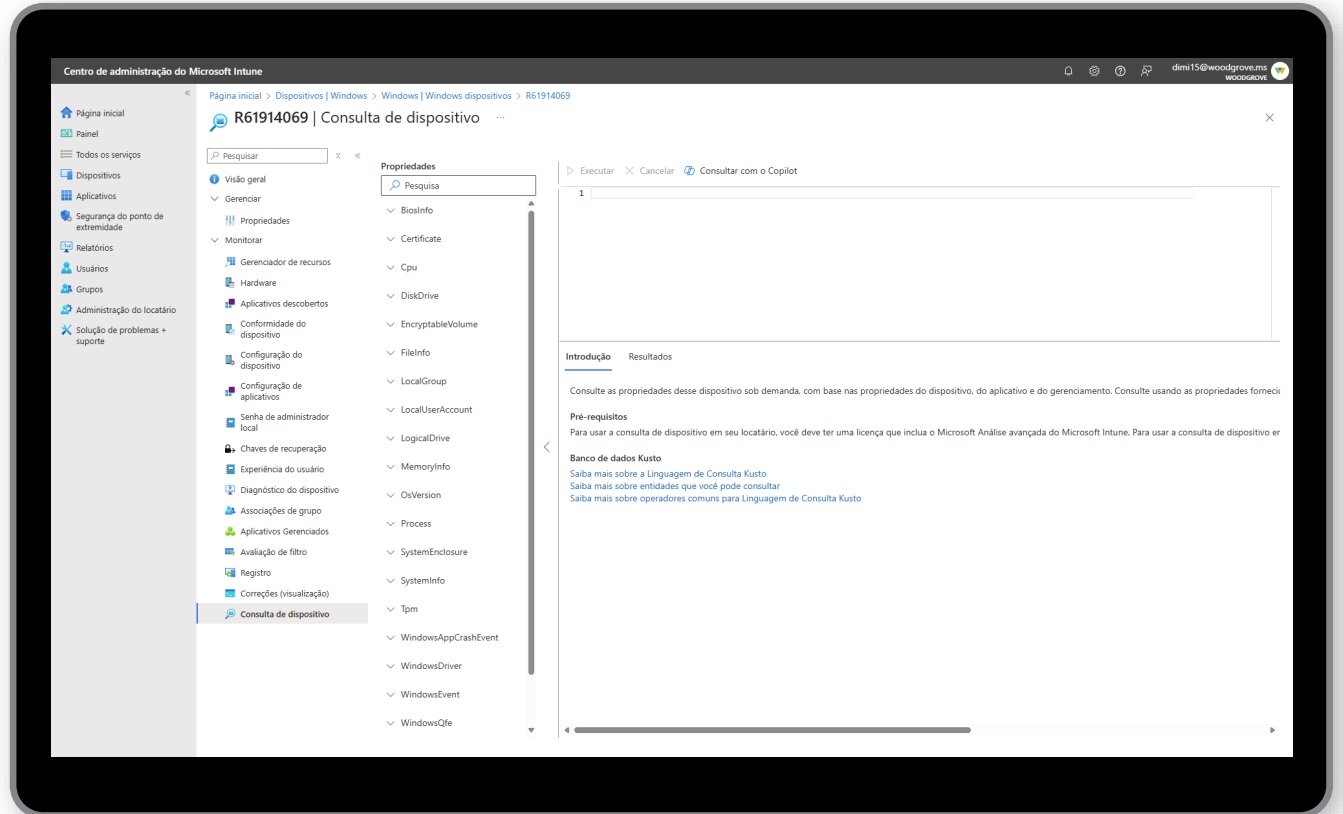 Centro de administração do Microsoft Intune
dimi15@woodgrove.ms
WOODGROVE
Página inicial
Painel
Todos os serviços
Dispositivos
Aplicativos
Segurança do ponto de
extremidade
Relatórios
Usuários
Grupos
Administração do locatário
Solução de problemas +
suporte
Página inicial > Dispositivos | Windows > Windows | Windows dispositivos > R61914069
R61914069 | Consulta de dispositivo ...
Pesquisar
Visão geral
Gerenciar
Propriedades
Monitorar
Gerenciador de recursos
Hardware
Aplicativos descobertos
Conformidade do
dispositivo
Configuração do
dispositivo
Configuração de
aplicativos
Senha de administrador
local
Chaves de recuperação
Experiência do usuário
Diagnóstico do dispositivo
Associações de grupo
Aplicativos Gerenciados
Avaliação de filtro
Registro
Correções (visualização)
Consulta de dispositivo
Propriedades
Pesquisa
BiosInfo
Certificate
Cpu
DiskDrive
EncryptableVolume
FileInfo
LocalGroup
LocalUserAccount
LogicalDrive
MemoryInfo
OsVersion
Process
SystemEnclosure
SystemInfo
Tpm
WindowsAppCrashEvent
WindowsDriver
WindowsEvent
WindowsQfe
Executar Cancelar Consultar com o Copilot
1
Introdução Resultados
Consulte as propriedades desse dispositivo sob demanda, com base nas propriedades do dispositivo, do aplicativo e do gerenciamento. Consulte usando as propriedades
Pré-requisitos
Para usar a consulta de dispositivo em seu locatário, você deve ter uma licença que inclua o Microsoft Análise avançada do Microsoft Intune. Para usar a consulta de dispositivo
Banco de dados Kusto
Saiba mais sobre a Linguagem de Consulta Kusto
Saiba mais sobre entidades que você pode consultar
Saiba mais sobre operadores comuns para Linguagem de Consulta Kusto